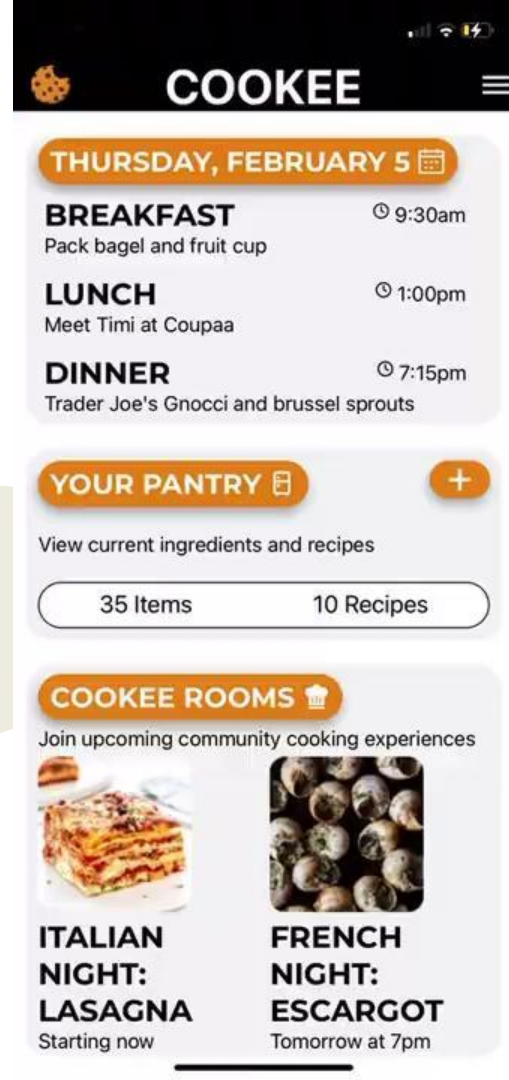 COOKEE
THURSDAY, FEBRUARY 5
BREAKFAST
9:30am
Pack bagel and fruit cup
LUNCH
1:00pm
Meet Timi at Coupaa
DINNER
7:15pm
Trader Joe's Gnocci and brussel sprouts
YOUR PANTRY
+
View current ingredients and recipes
35 Items
10 Recipes
COOKEE ROOMS
Join upcoming community cooking experiences
ITALIAN
NIGHT:
LASAGNA
Starting now
FRENCH
NIGHT:
ESCARGOT
Tomorrow at 7pm